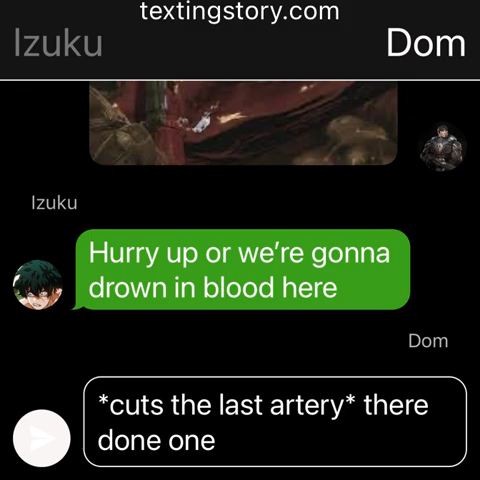 textingstory.com
Izuku
Dom
Izuku
Hurry up or we’re gonna
drown in blood here
Dom
*cuts the last artery* there
done one